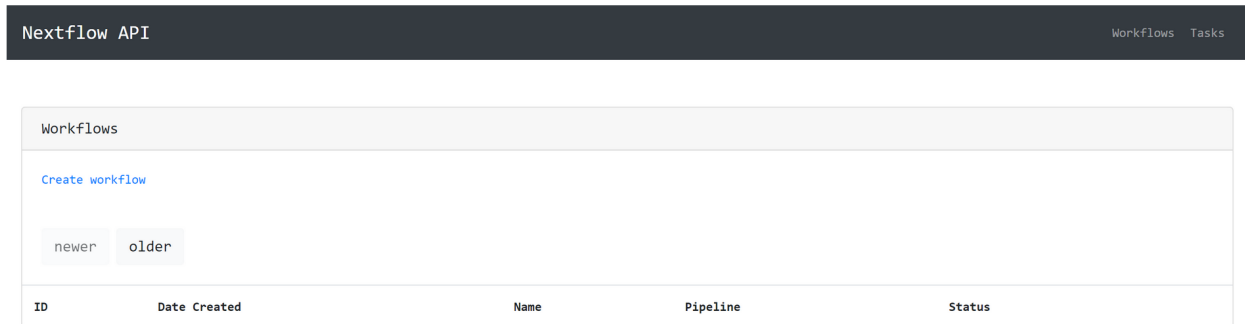 Nextflow API Workflows Tasks
Workflows
Create workflow
newer older
ID Date Created Name Pipeline Status